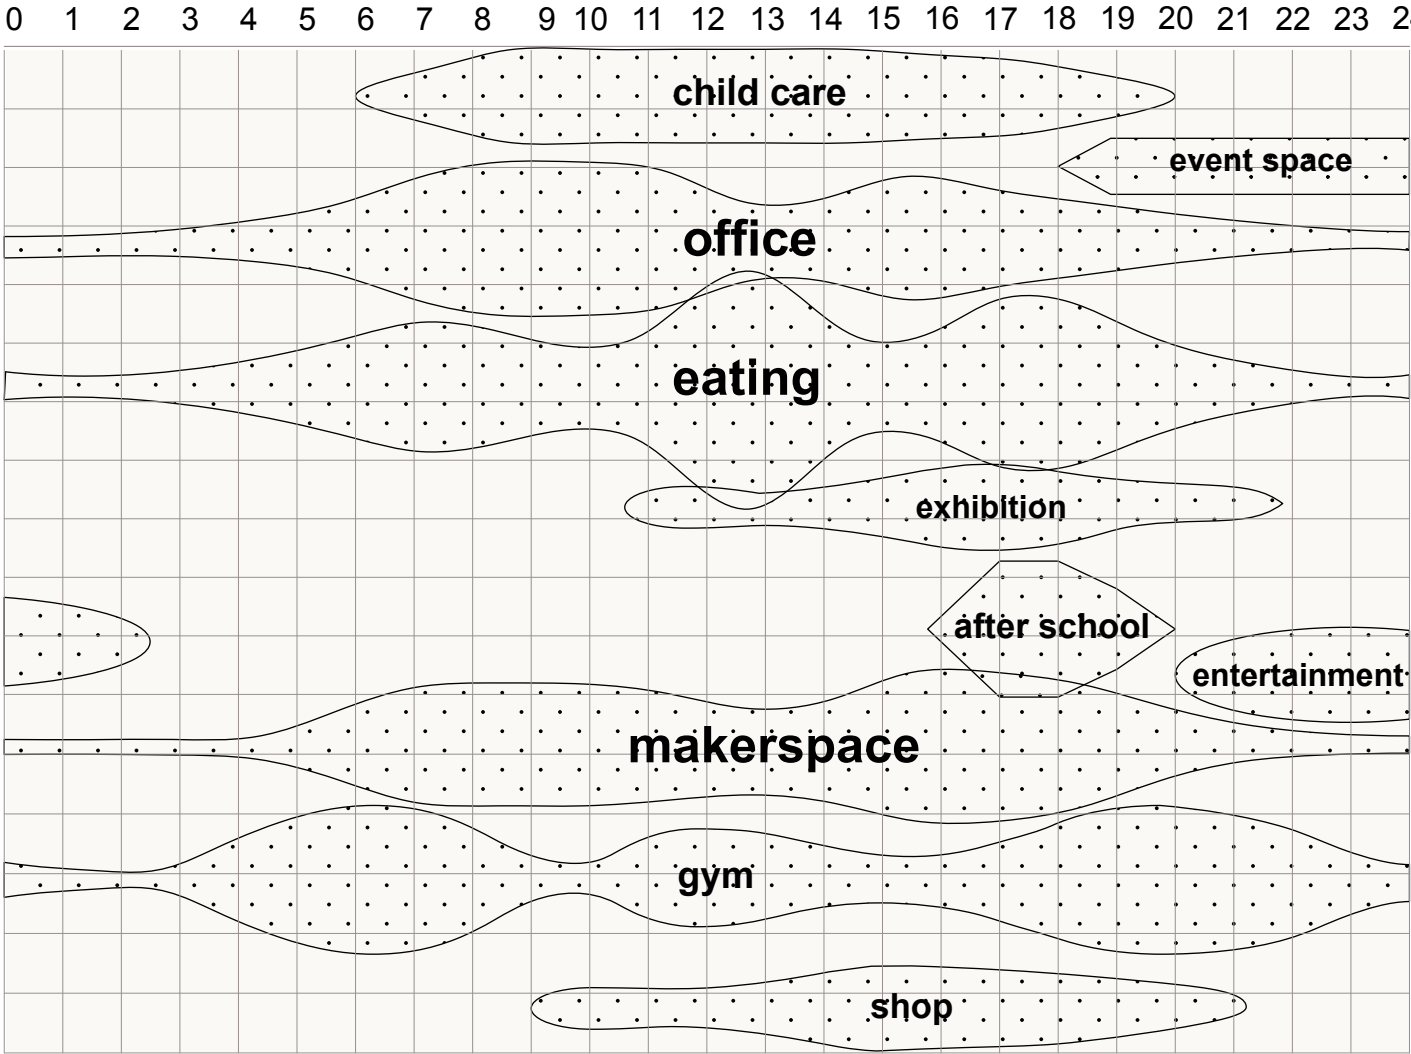 0 1 2 3 4 5 6 7 8 9 10 11 12 13 14 15 16 17 18 19 20 21 22 23
child care
event space
office
eating
exhibition
after school
entertainment
makerspace
gym
shop